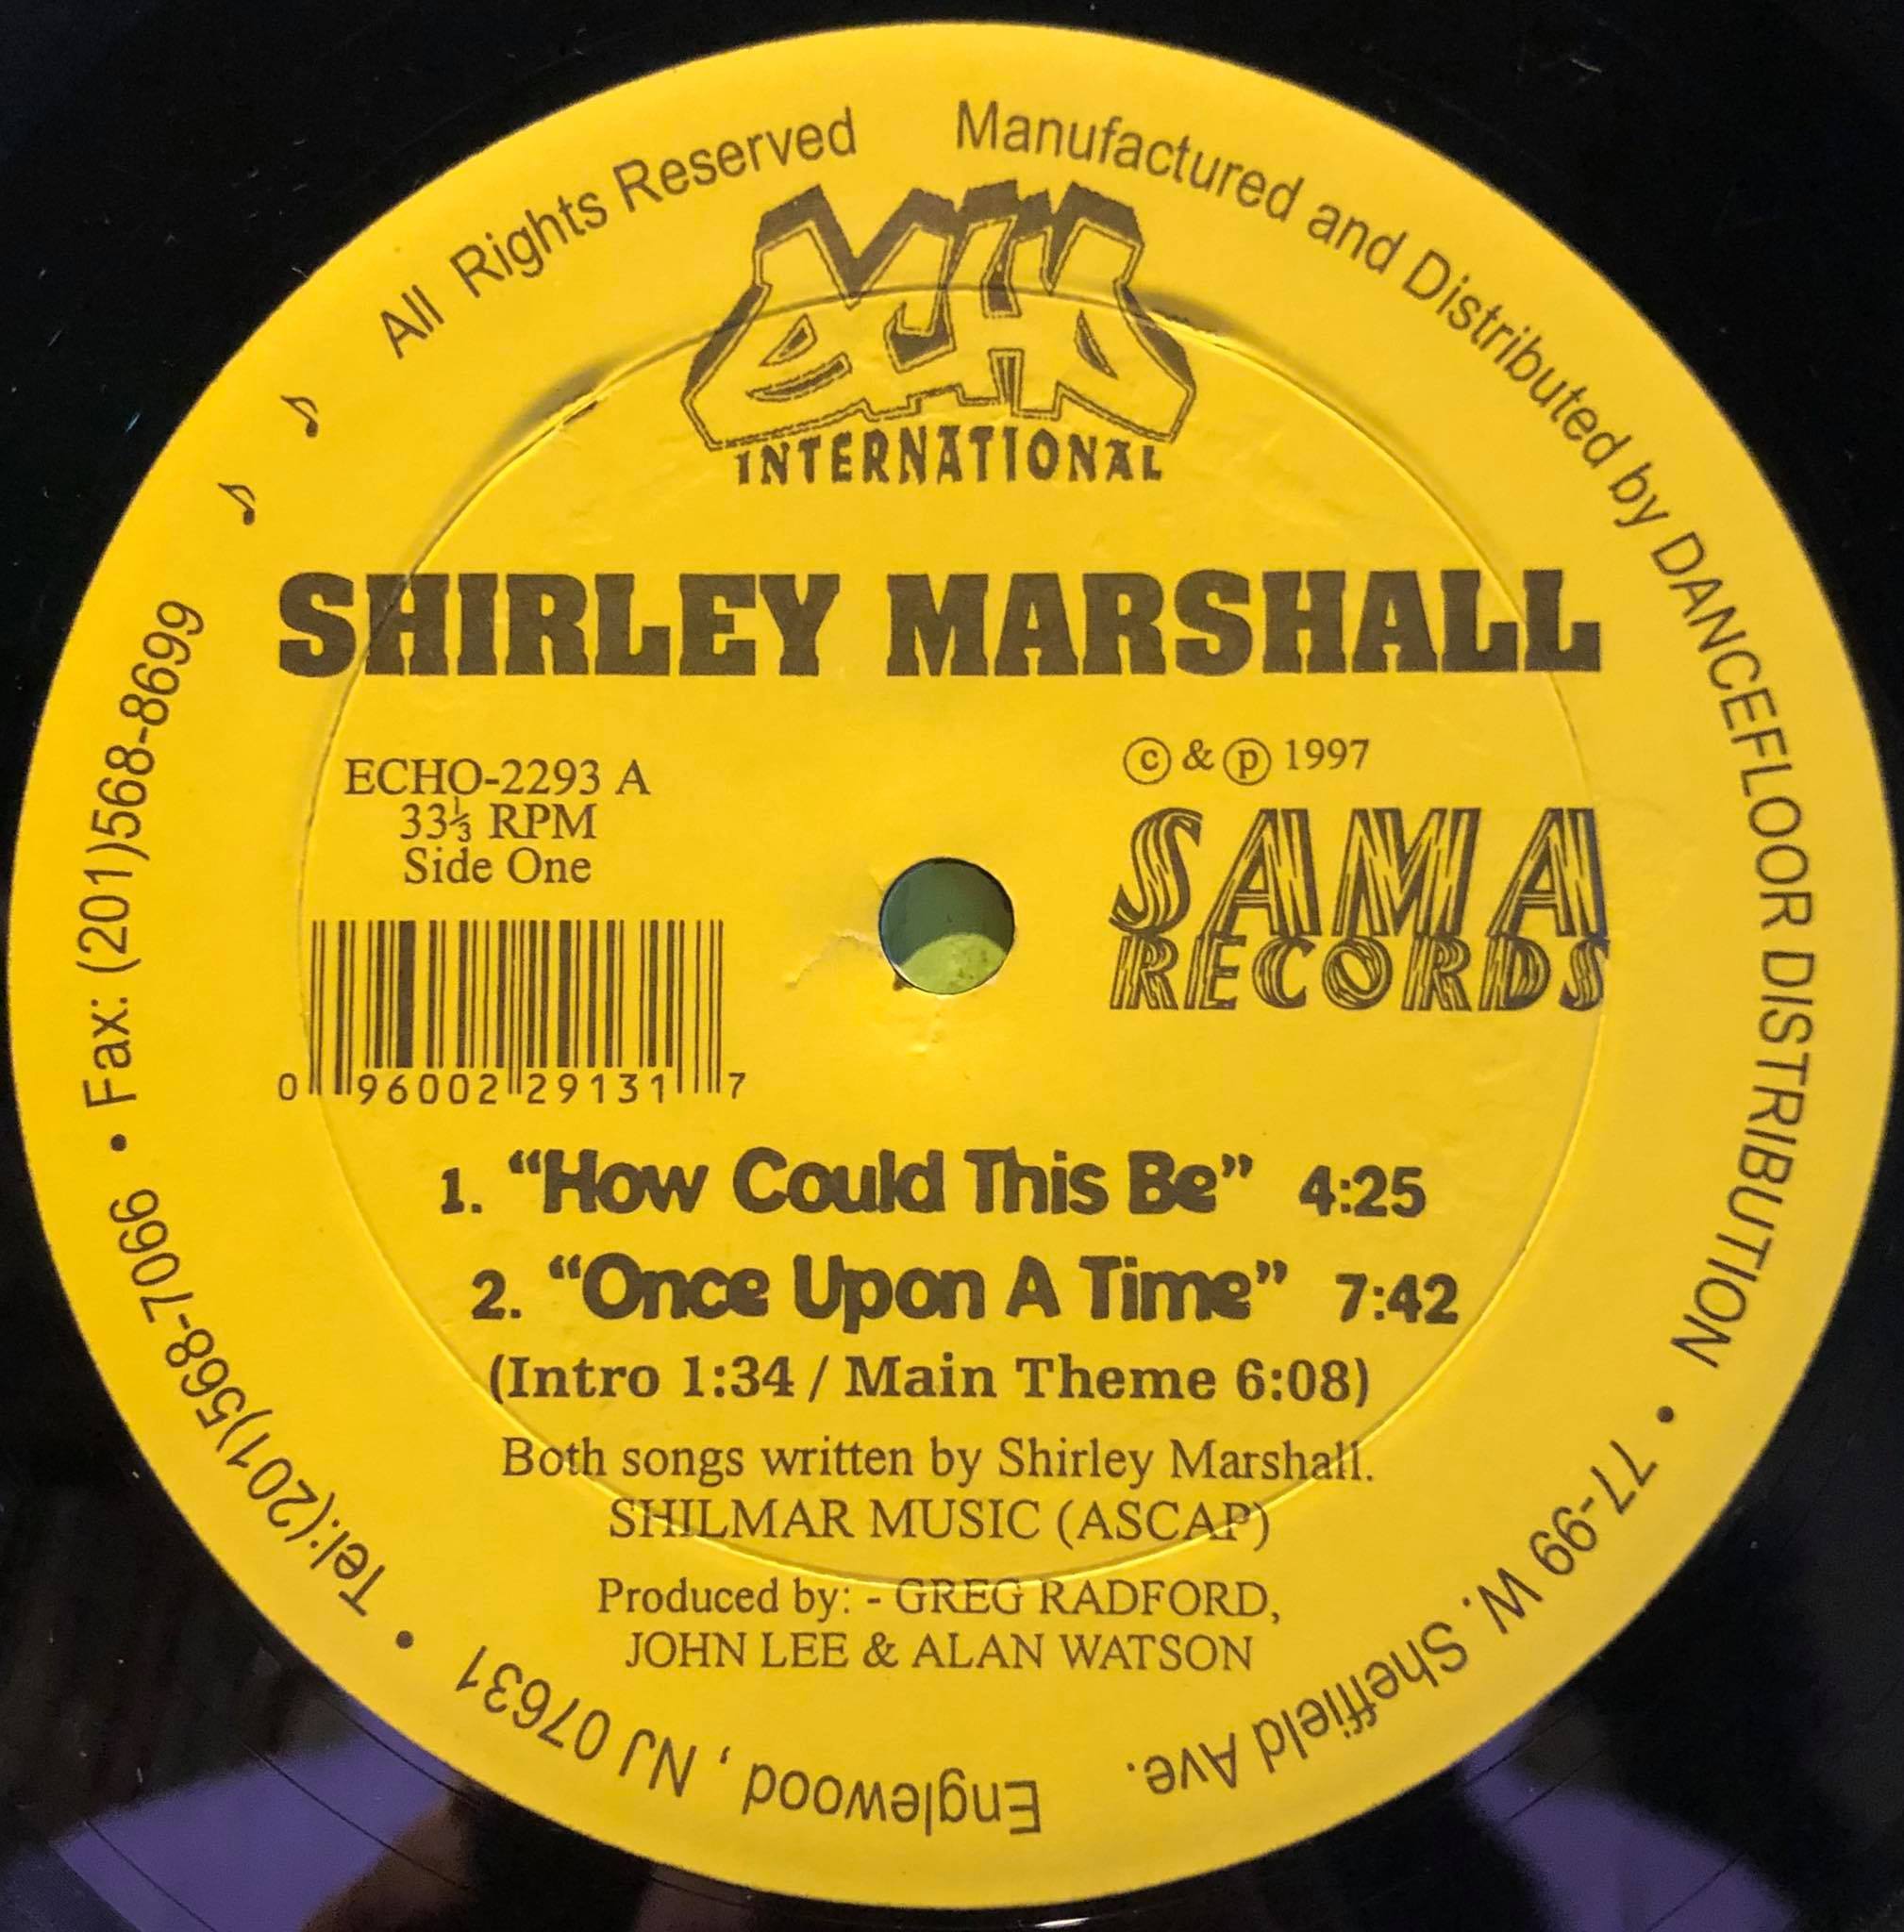 All Rights Reserved Manufactured and Distributed by DANCEFLOOR DISTRIBUTION • 77-99 W. Sheffield Ave. Englewood , NJ 07631 • Tel.:(201)568-7066 • Fax: (201)568-8699 ♪ ♪
ECHO
INTERNATIONAL
SHIRLEY MARSHALL
ECHO-2293 A
33⅓ RPM
Side One
0 96002 29131 7
ⓒ & ⓟ 1997
SAMA
RECORDS
1. “How Could This Be” 4:25
2. “Once Upon A Time” 7:42
(Intro 1:34 / Main Theme 6:08)
Both songs written by Shirley Marshall.
SHILMAR MUSIC (ASCAP)
Produced by: - GREG RADFORD,
JOHN LEE & ALAN WATSON